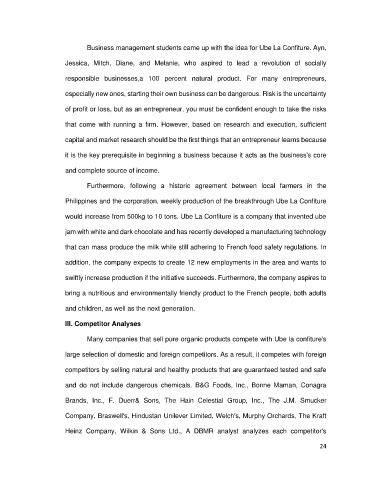 Business management students came up with the idea for Ube La Confiture. Ayn,
Jessica, Mitch, Diane, and Melanie, who aspired to lead a revolution of socially
responsible businesses,a 100 percent natural product. For many entrepreneurs,
especially new ones, starting their own business can be dangerous. Risk is the uncertainty
of profit or loss, but as an entrepreneur, you must be confident enough to take the risks
that come with running a firm. However, based on research and execution, sufficient
capital and market research should be the first things that an entrepreneur learns because
it is the key prerequisite in beginning a business because it acts as the business's core
and complete source of income.
Furthermore, following a historic agreement between local farmers in the
Philippines and the corporation, weekly production of the breakthrough Ube La Confiture
would increase from 500kg to 10 tons. Ube La Confiture is a company that invented ube
jam with white and dark chocolate and has recently developed a manufacturing technology
that can mass produce the milk while still adhering to French food safety regulations. In
addition, the company expects to create 12 new employments in the area and wants to
swiftly increase production if the initiative succeeds. Furthermore, the company aspires to
bring a nutritious and environmentally friendly product to the French people, both adults
and children, as well as the next generation.
III. Competitor Analyses
Many companies that sell pure organic products compete with Ube la confiture's
large selection of domestic and foreign competitors. As a result, it competes with foreign
competitors by selling natural and healthy products that are guaranteed tested and safe
and do not include dangerous chemicals. B&G Foods, Inc., Bonne Maman, Conagra
Brands, Inc., F. Duerr& Sons, The Hain Celestial Group, Inc., The J.M. Smucker
Company, Braswell's, Hindustan Unilever Limited, Welch's, Murphy Orchards, The Kraft
Heinz Company, Wilkin & Sons Ltd., A DBMR analyst analyzes each competitor's
24